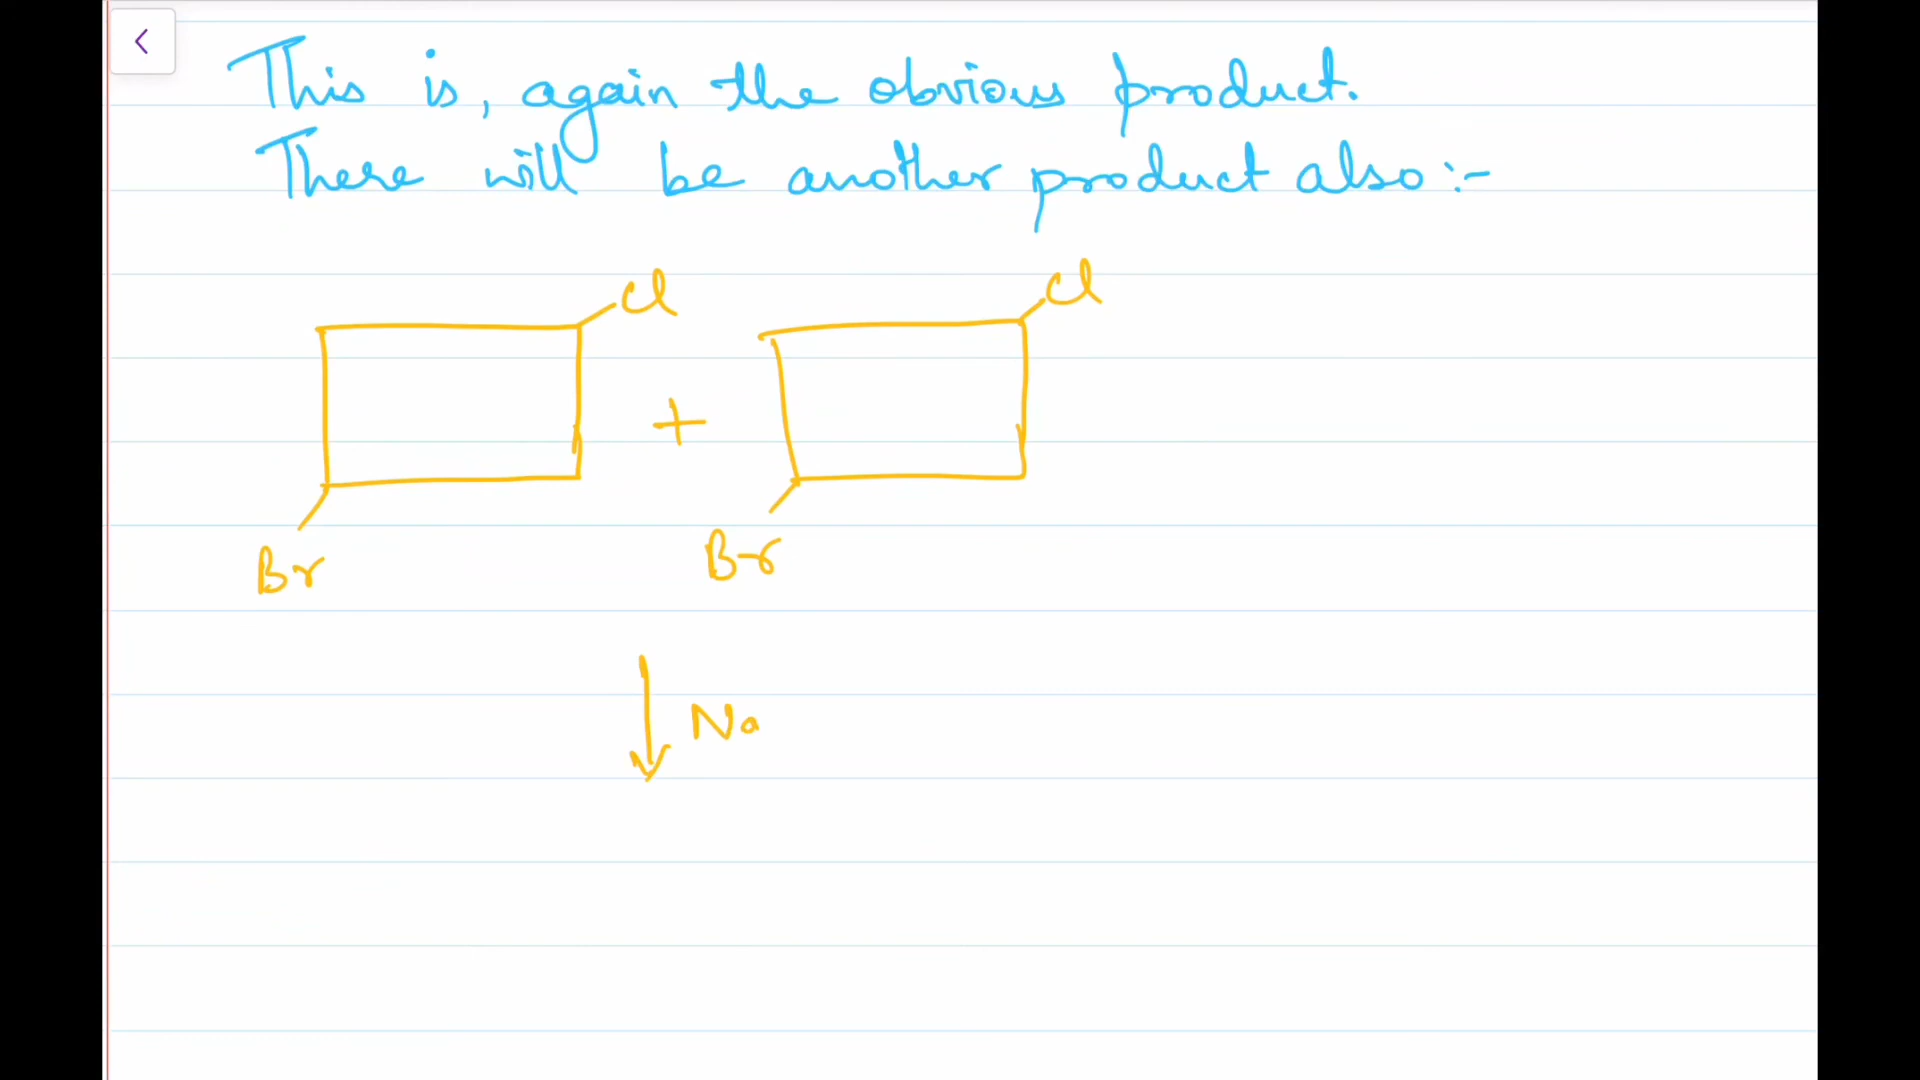 This is, again the obvious product.
There will be another product also :-
Cl
Cl
+
Br
Br
Na